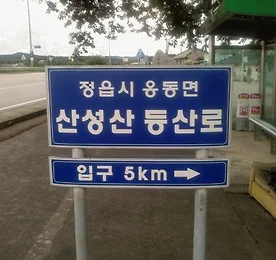 정읍시 옹동면
산성산 등산로
입구 5km →